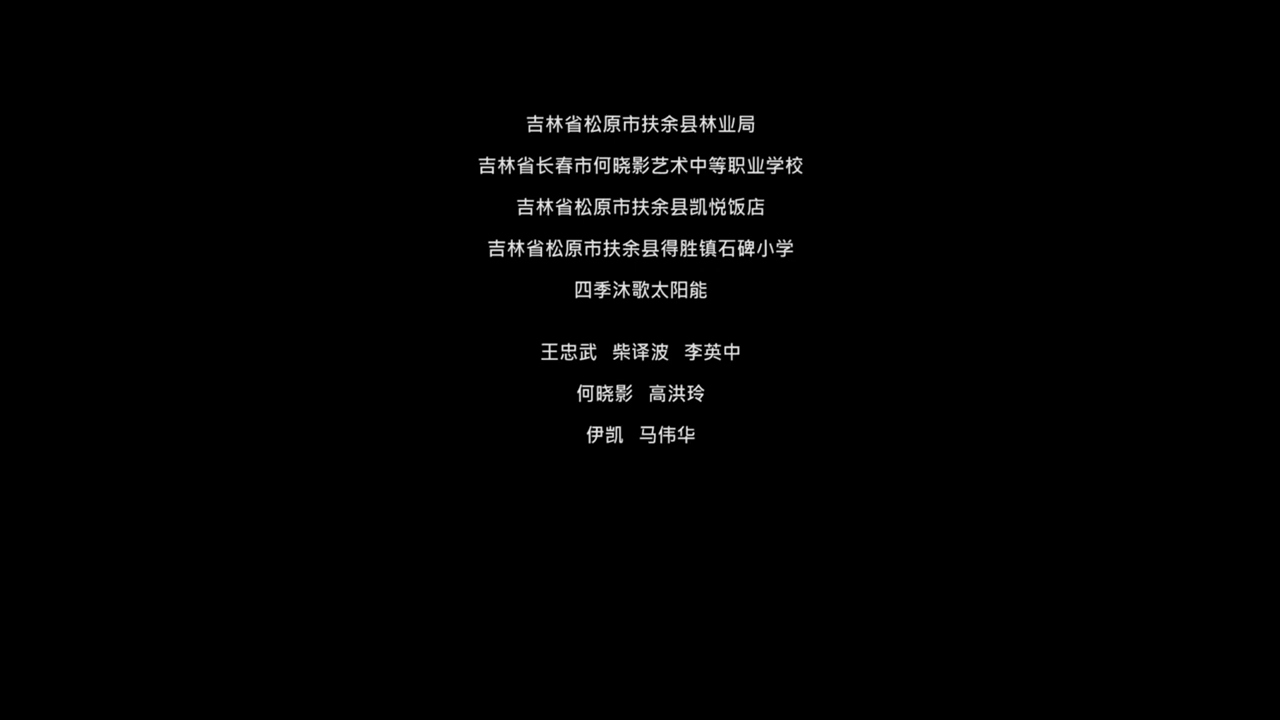 吉林省松原市扶余县林业局
吉林省长春市何晓影艺术中等职业学校
吉林省松原市扶余县凯悦饭店
吉林省松原市扶余县得胜镇石碑小学
四季沐歌太阳能
王忠武 柴译波 李英中
何晓影 高洪玲
伊凯 马伟华